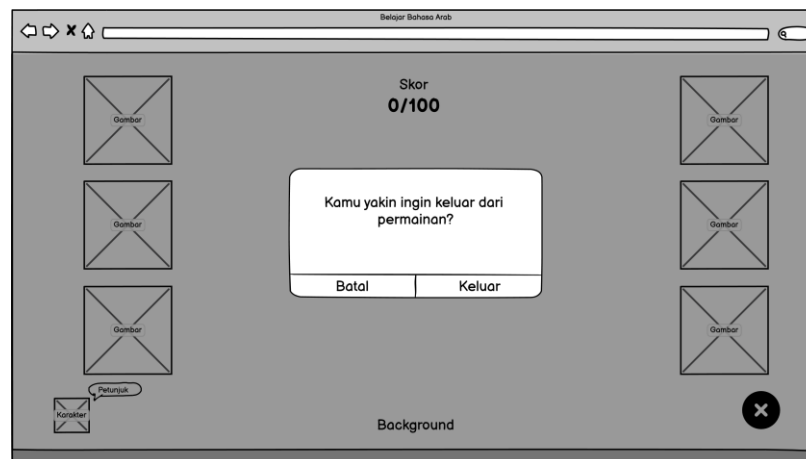 Belajar Bahasa Arab
Skor
0/100
Gambar
Gambar
Kamu yakin ingin keluar dari
permainan?
Gambar
Gambar
Batal
Keluar
Gambar
Gambar
Petunjuk
Karakter
Background